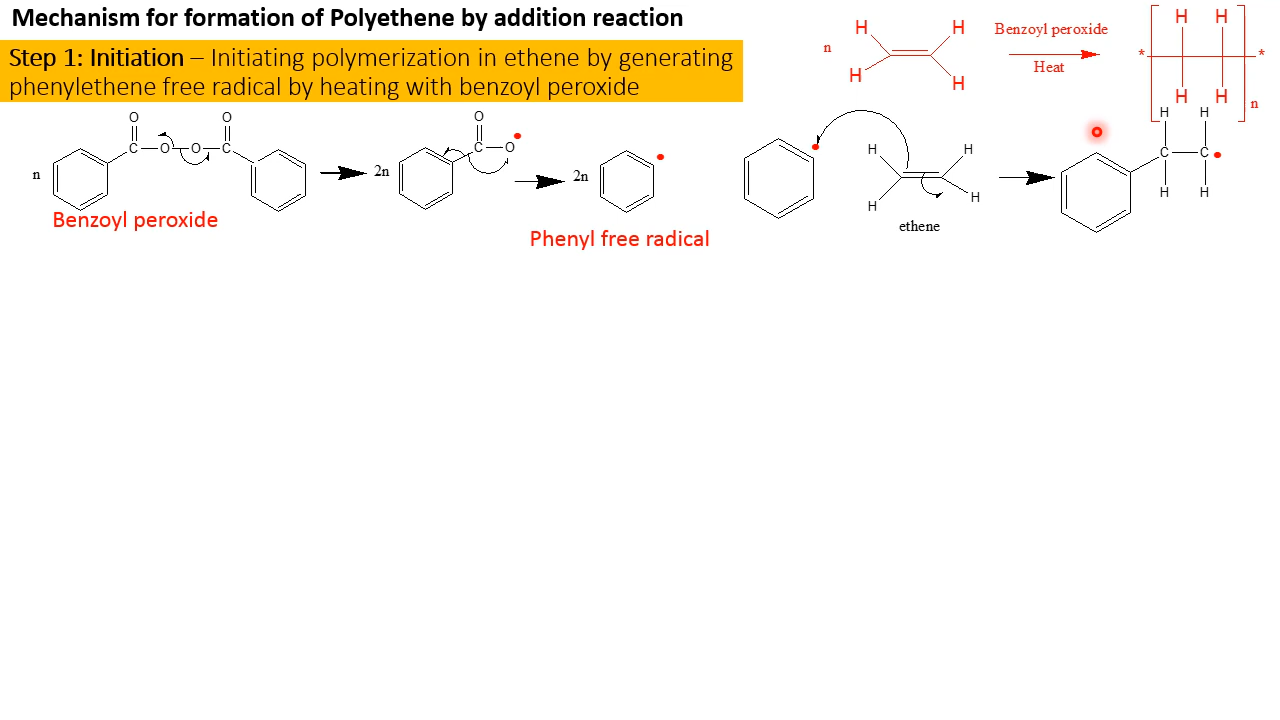 Mechanism for formation of Polyethene by addition reaction
Step 1: Initiation – Initiating polymerization in ethene by generating
phenylethene free radical by heating with benzoyl peroxide
n
H
H
H
H
Benzoyl peroxide
Heat
*
H
H
H
H
*
n
n
O
C
O
O
O
C
Benzoyl peroxide
2n
O
C
O
2n
Phenyl free radical
H
H
H
H
ethene
H
H
C
C
H
H